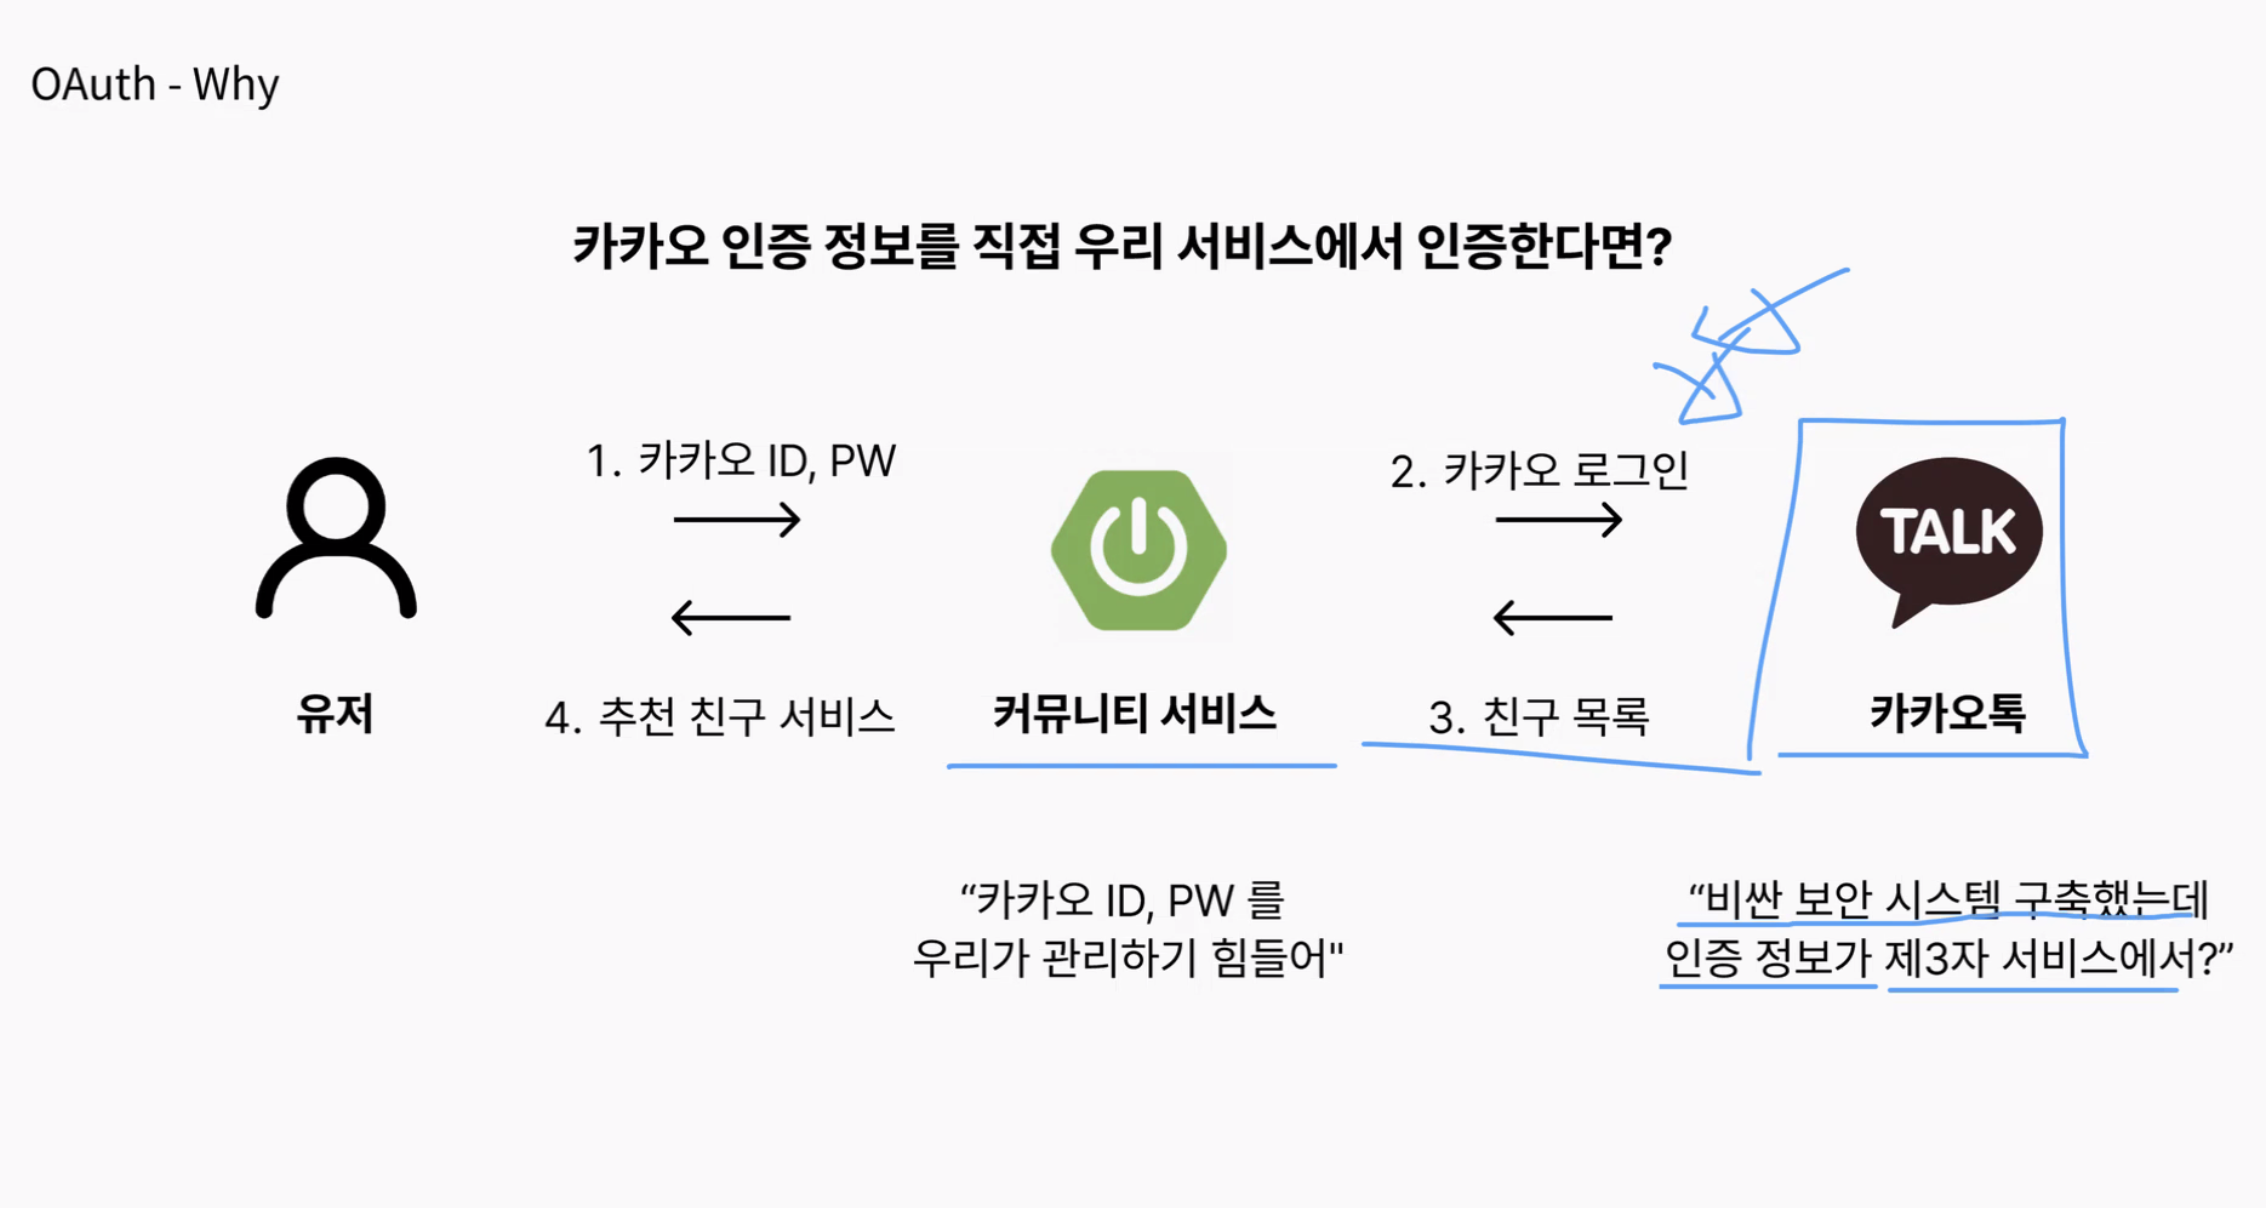 OAuth - Why
카카오 인증 정보를 직접 우리 서비스에서 인증한다면?
1. 카카오 ID, PW
2. 카카오 로그인
TALK
유저
4. 추천 친구 서비스
커뮤니티 서비스
3. 친구 목록
카카오톡
“카카오 ID, PW 를
우리가 관리하기 힘들어"
“비싼 보안 시스템 구축했는데
인증 정보가 제3자 서비스에서?”